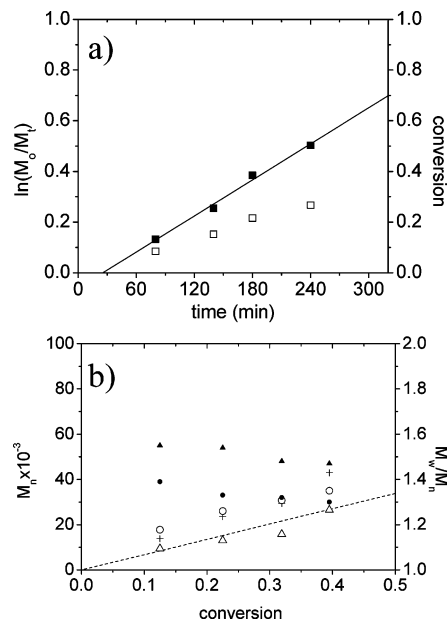 a)
1.0 1.0
0.8 0.8
0.6 0.6
0.4 0.4
0.2 0.2
0.0 0.0
0 60 120 180 240 300
ln(Mo/Mt)
conversion
time (min)
b)
100 2.0
80 1.8
60 1.6
40 1.4
20 1.2
0 1.0
0.0 0.1 0.2 0.3 0.4 0.5
Mnx10-3
Mw/Mn
conversion